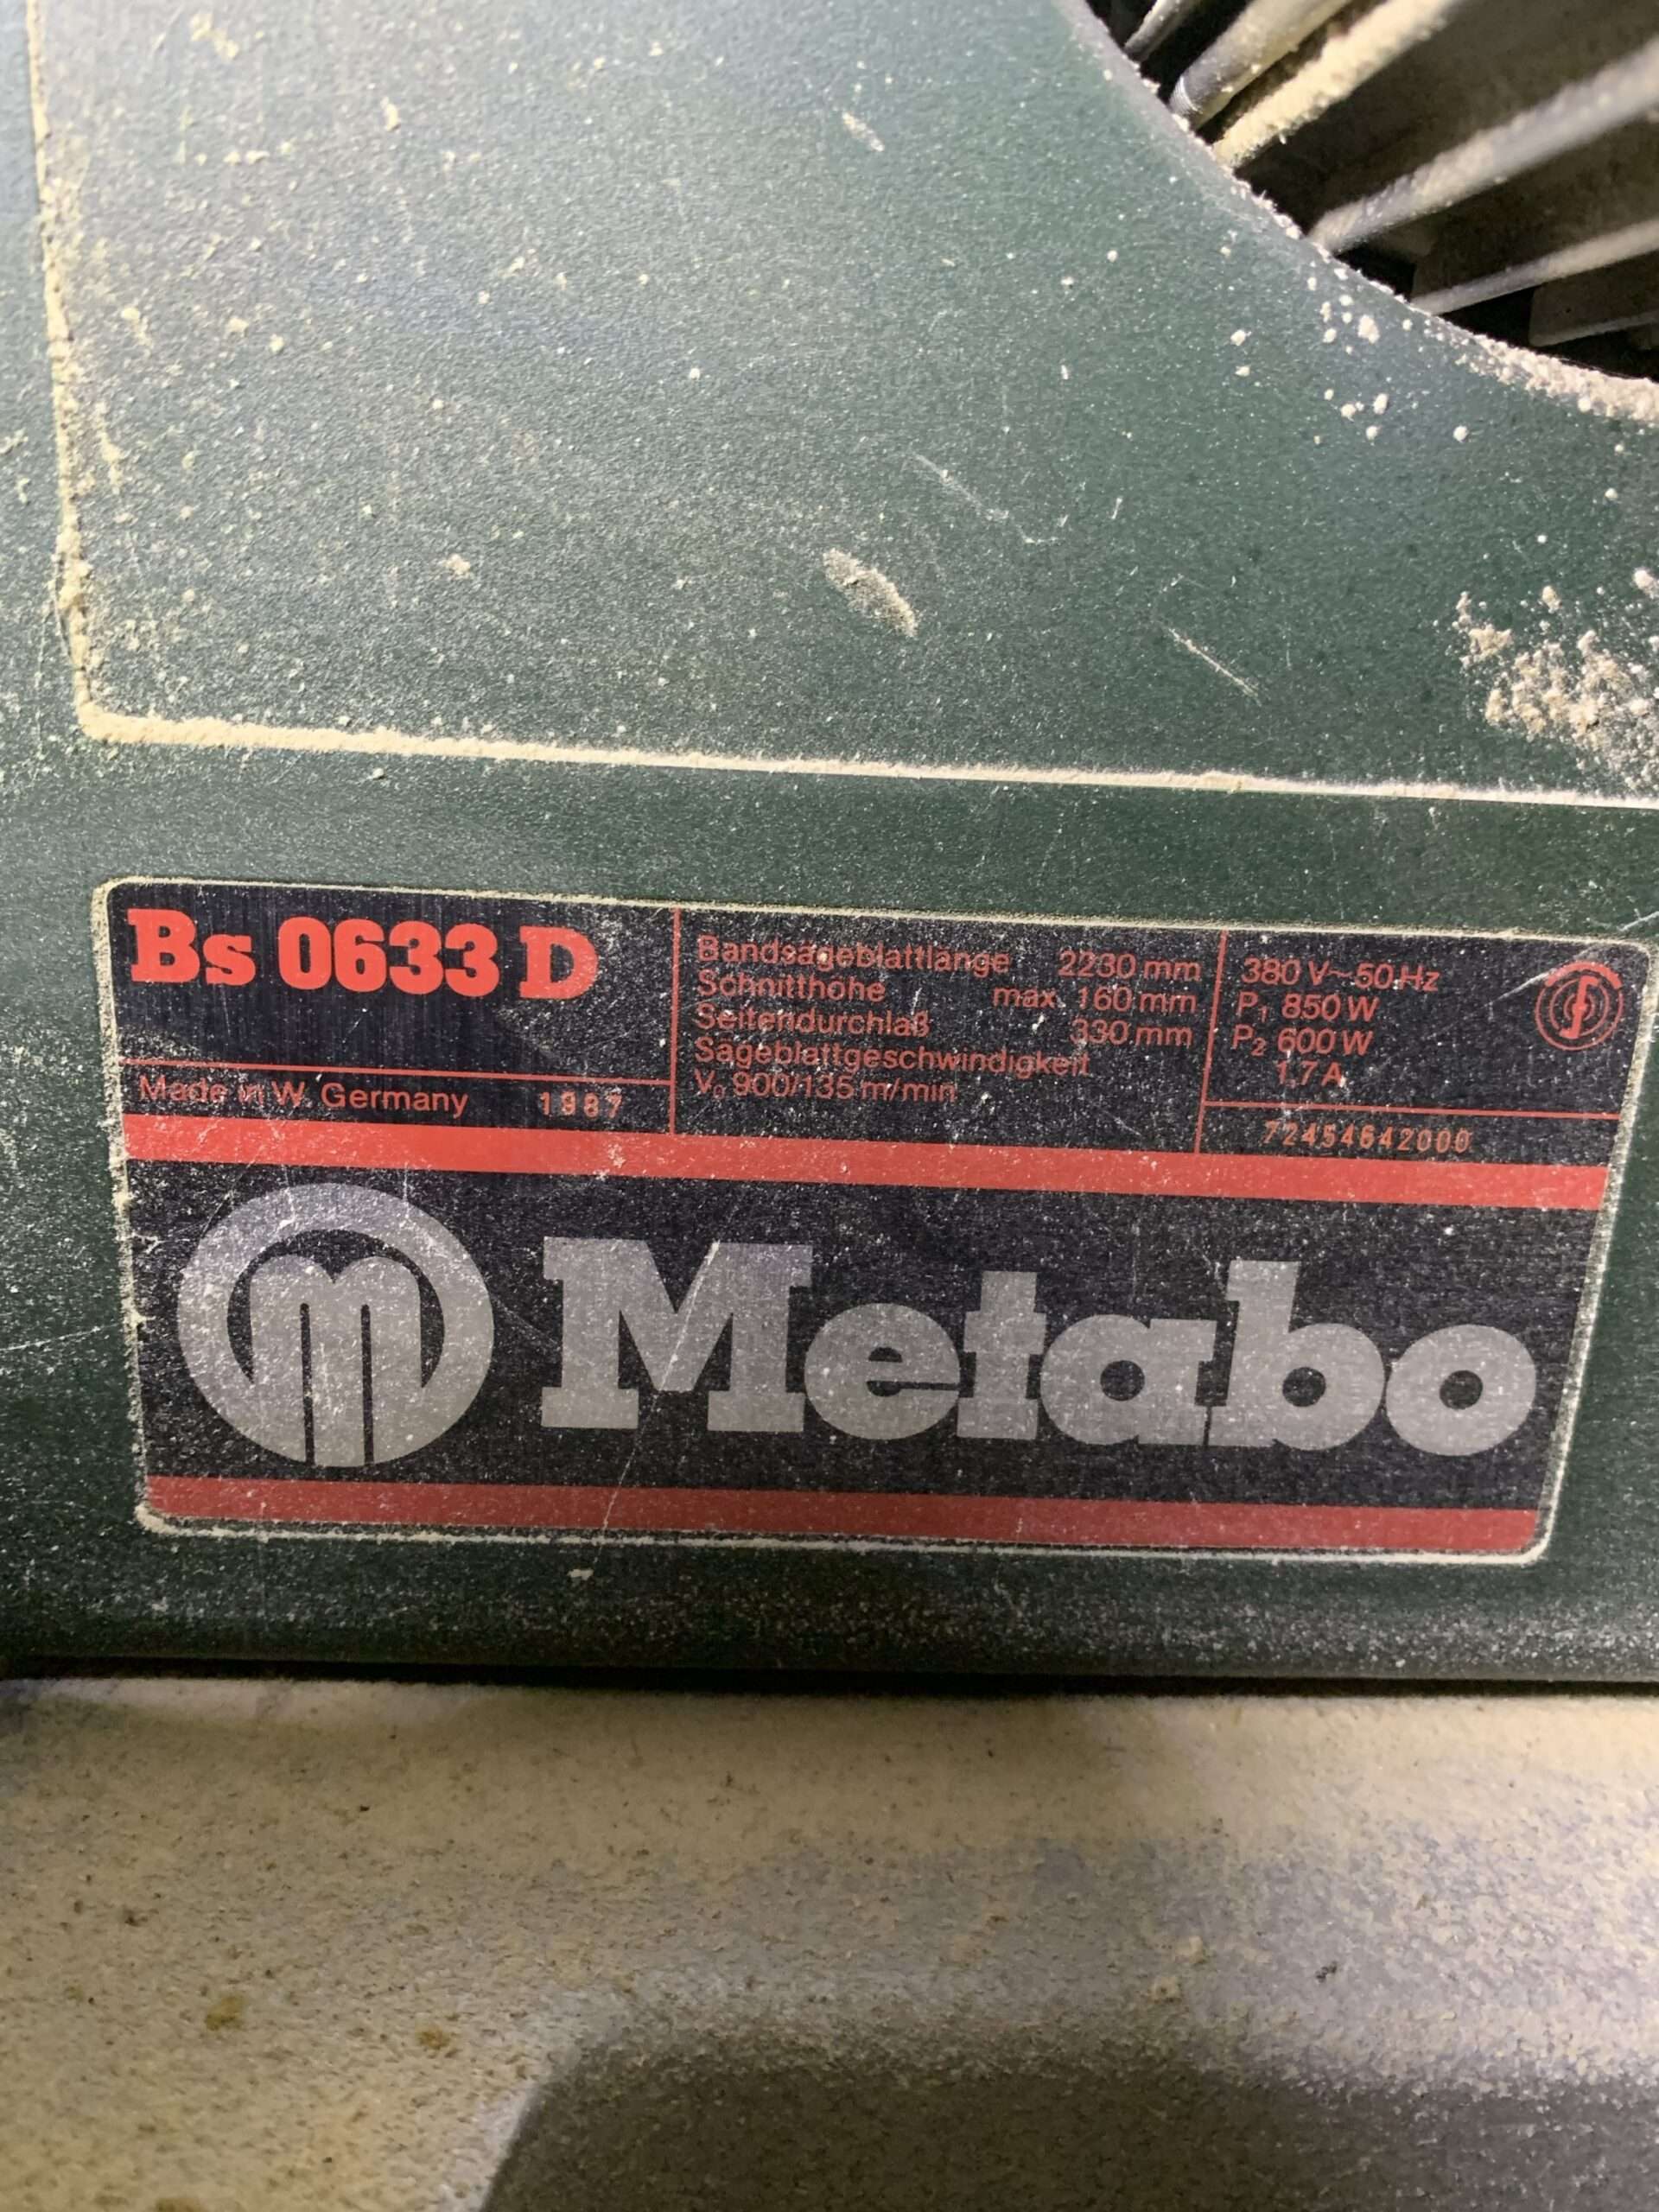 Bs 0633 D
Made in W. Germany 1987
Bandsägeblattlänge 2230 mm
Schnitthöhe max. 160 mm
Seitendurchlaß 330 mm
Sägeblattgeschwindigkeit
V₀ 900/135 m/min
380 V~ 50 Hz
P₁ 850 W
P₂ 600 W
1,7 A
72454642000
Metabo